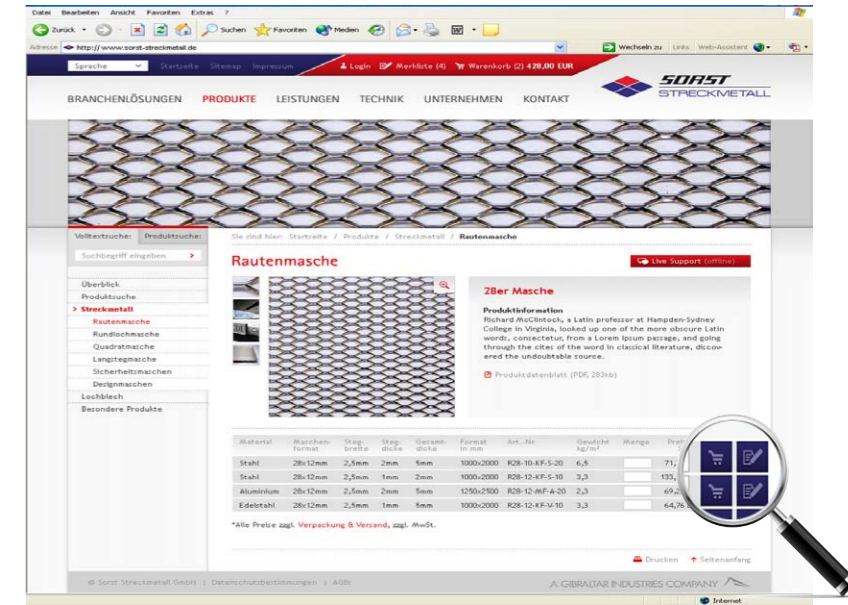 Datei Bearbeiten Ansicht Favoriten Extras ?
Zurück Suchen Favoriten Medien
Adresse http://www.sorst-streckmetall.de Wechseln zu Links Web-Assistent
Sprache Startseite Sitemap Impressum Login Merkliste (4) Warenkorb (2) 428,00 EUR
SORST
STRECKMETALL
BRANCHENLÖSUNGEN PRODUKTE LEISTUNGEN TECHNIK UNTERNEHMEN KONTAKT
Volltextsuche: Produktsuche:
Sie sind hier: Startseite / Produkte / Streckmetall / Rautenmasche
Suchbegriff eingeben
Rautenmasche
Live Support (offline)
Überblick
Produktsuche
Streckmetall
Rautenmasche
Rundlochmasche
Quadratmasche
Langstegmasche
Sicherheitsmaschen
Designmaschen
Lochblech
Besondere Produkte
28er Masche
Produktinformation
Richard McClintock, a Latin professor at Hampden-Sydney
College in Virginia, looked up one of the more obscure Latin
words, consectetur, from a Lorem Ipsum passage, and going
through the cites of the word in classical literature, discov-
ered the undoubtable source.
Produktdatenblatt (PDF, 283kb)
Material Maschen-format Steg-breite Steg-dicke Gesamt-dicke Format in mm Art.-Nr. Gewicht kg/m² Menge
Stahl 28x12mm 2,5mm 2mm 5mm 1000x2000 R28-10-KF-S-20 6,5 71,
Stahl 28x12mm 2,5mm 1mm 2mm 1000x2000 R28-12-KF-S-10 3,3 133,
Aluminium 28x12mm 2,5mm 2mm 5mm 1250x2500 R28-12-MF-A-20 2,3 69,
Edelstahl 28x12mm 2,5mm 1mm 5mm 1000x2000 R28-12-KF-V-10 3,3 64,76
*Alle Preise zzgl. Verpackung & Versand, zzgl. MwSt.
Drucken Seitenanfang
© Sorst Streckmetall GmbH | Datenschutzbestimmungen | AGBs A GIBRALTAR INDUSTRIES COMPANY
Internet